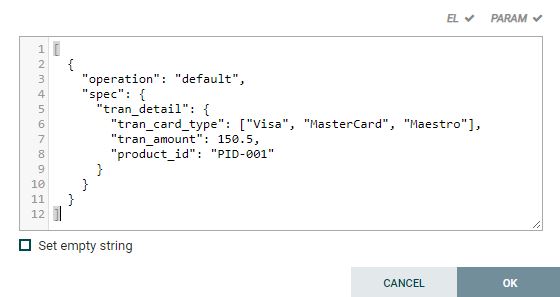 EL PARAM
1 [
2 {
3 "operation": "default",
4 "spec": {
5 "tran_detail": {
6 "tran_card_type": ["Visa", "MasterCard", "Maestro"],
7 "tran_amount": 150.5,
8 "product_id": "PID-001"
9 }
10 }
11 }
12 ]
Set empty string
CANCEL OK